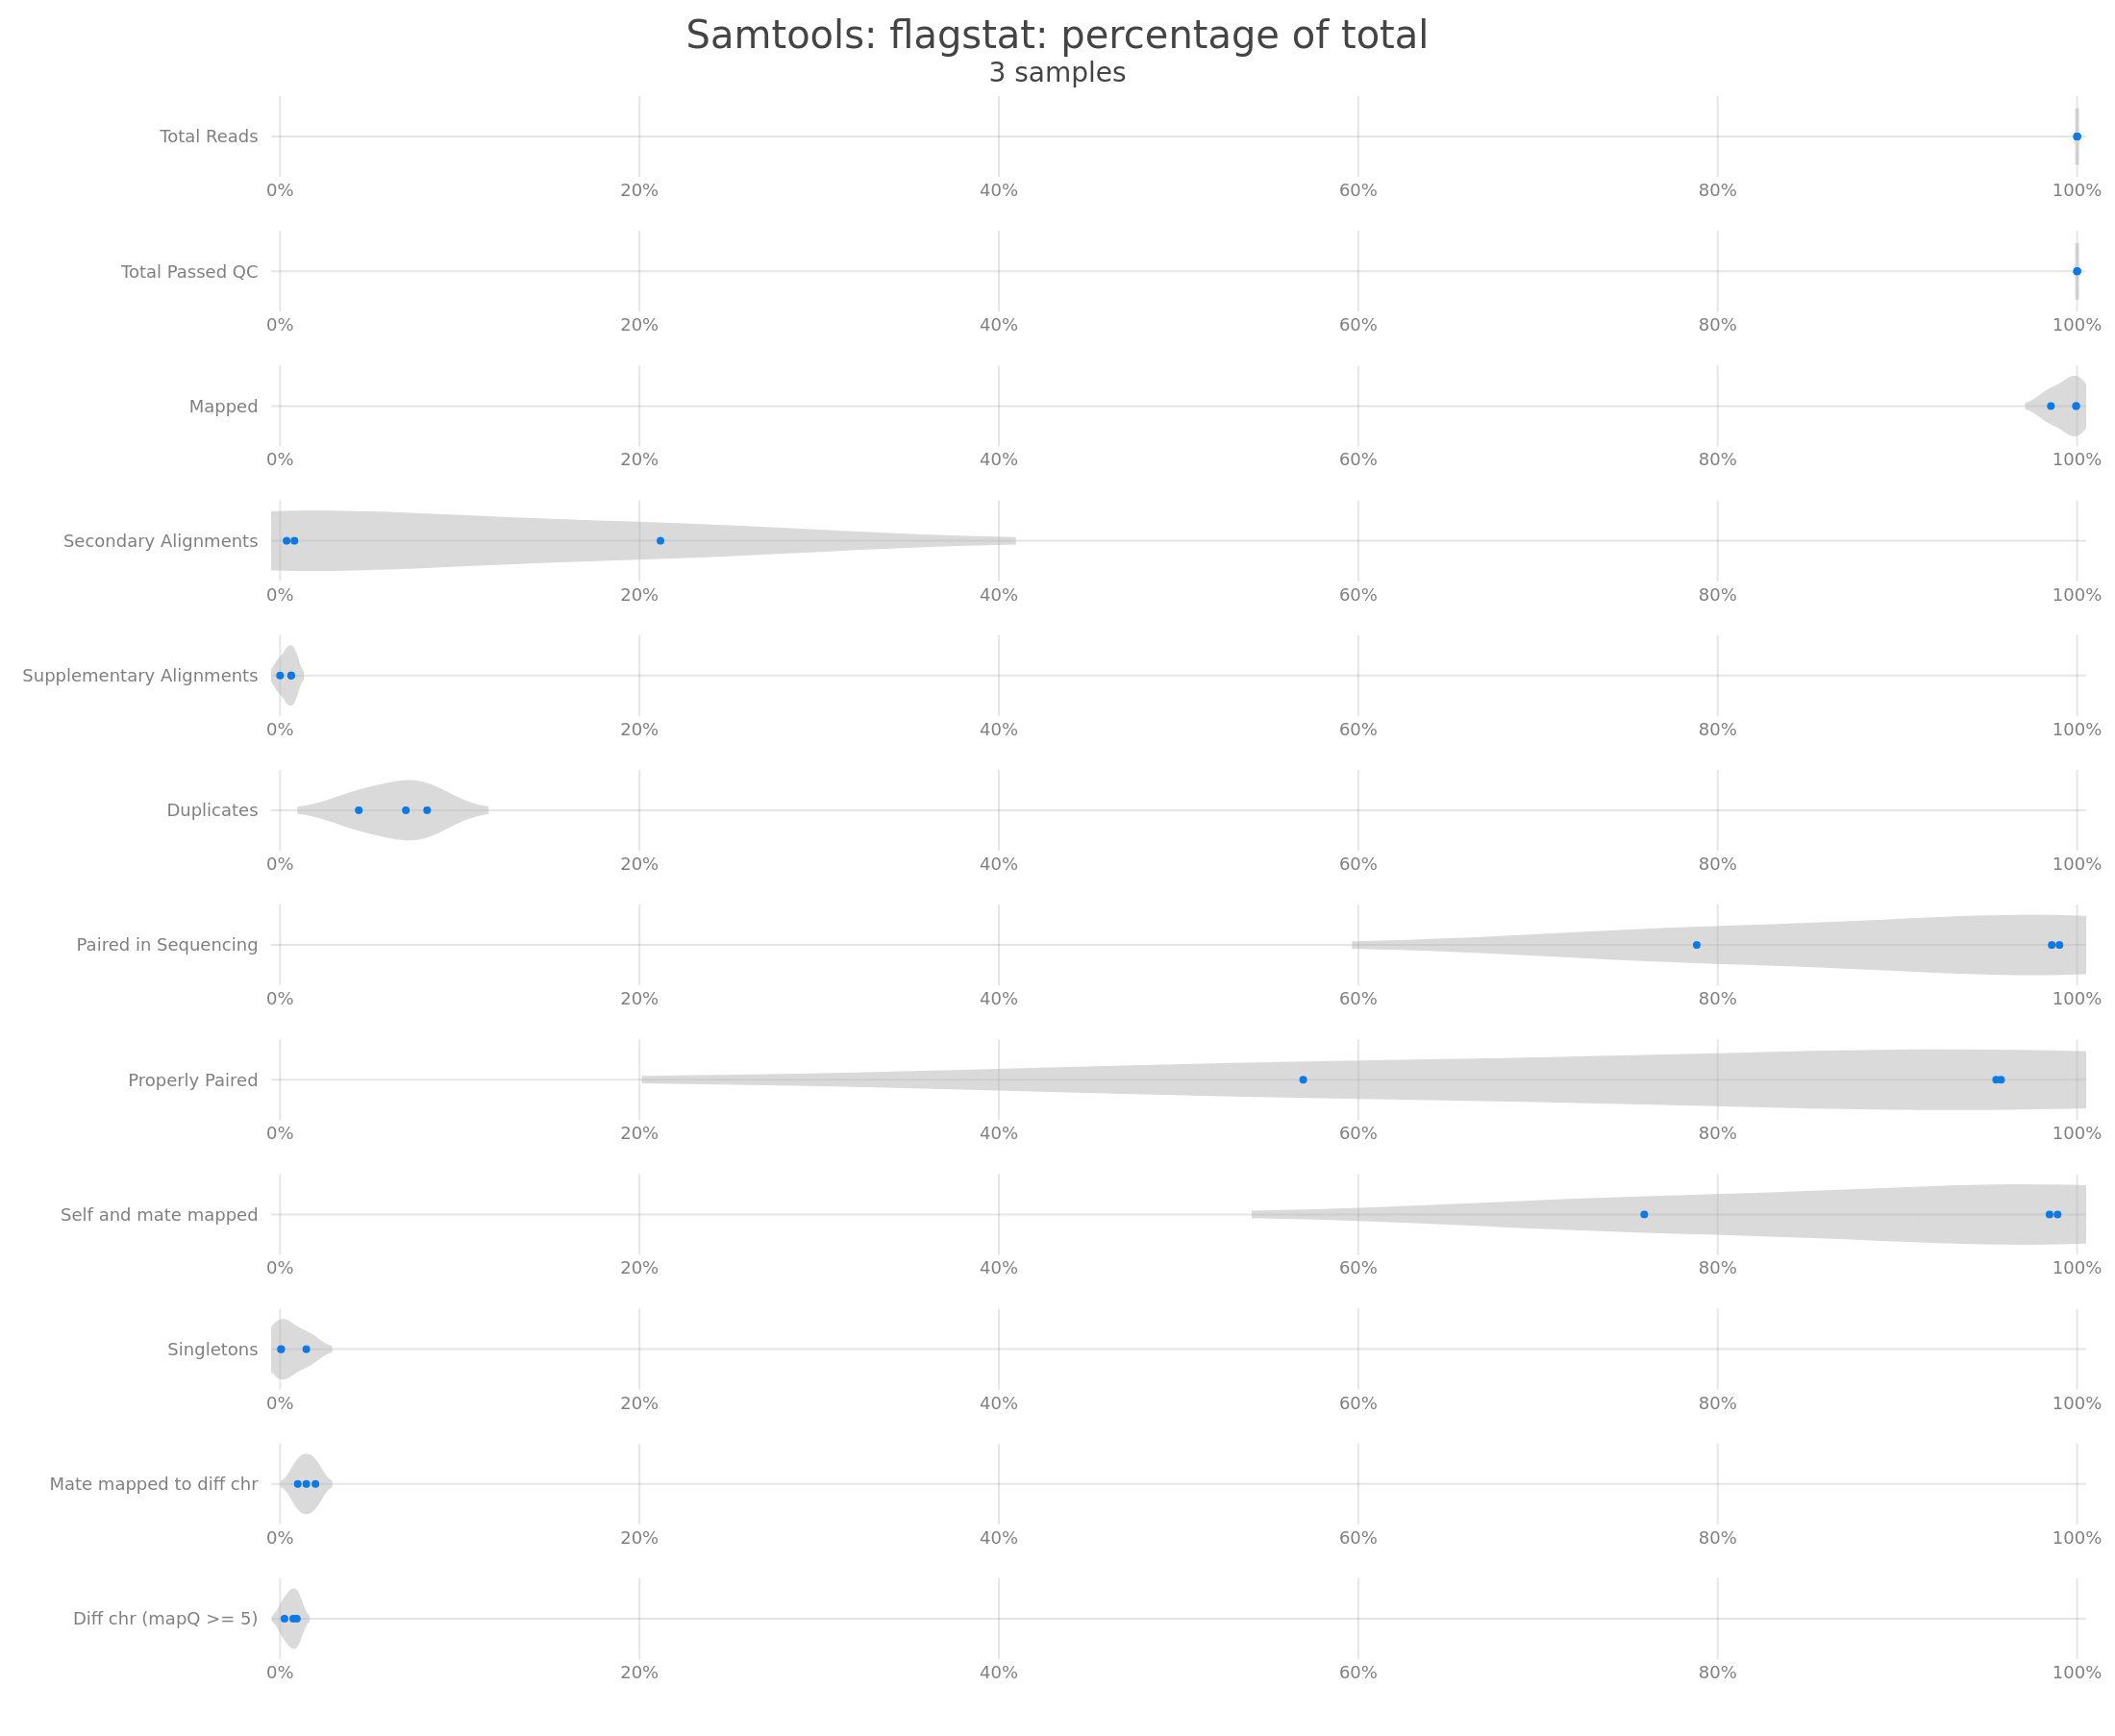 Samtools: flagstat: percentage of total
3 samples
Total Reads
0% 20% 40% 60% 80% 100%
Total Passed QC
0% 20% 40% 60% 80% 100%
Mapped
0% 20% 40% 60% 80% 100%
Secondary Alignments
0% 20% 40% 60% 80% 100%
Supplementary Alignments
0% 20% 40% 60% 80% 100%
Duplicates
0% 20% 40% 60% 80% 100%
Paired in Sequencing
0% 20% 40% 60% 80% 100%
Properly Paired
0% 20% 40% 60% 80% 100%
Self and mate mapped
0% 20% 40% 60% 80% 100%
Singletons
0% 20% 40% 60% 80% 100%
Mate mapped to diff chr
0% 20% 40% 60% 80% 100%
Diff chr (mapQ >= 5)
0% 20% 40% 60% 80% 100%